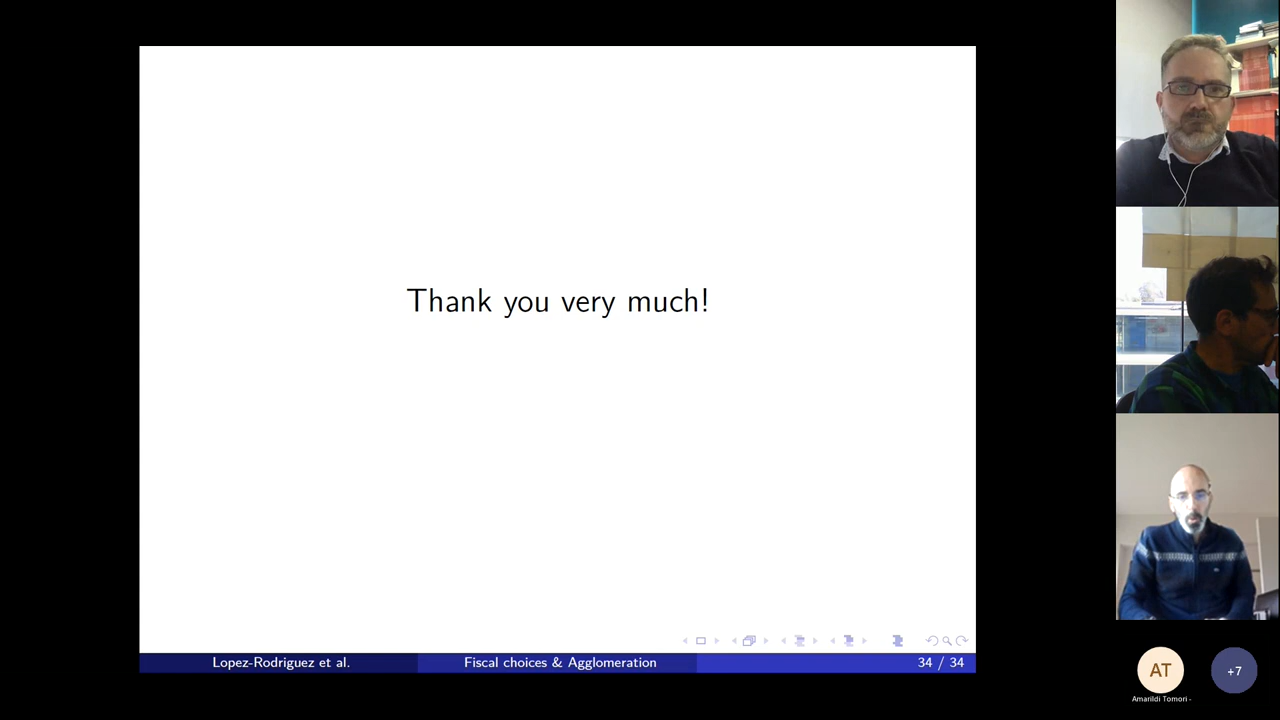 Thank you very much!
Lopez-Rodriguez et al.
Fiscal choices & Agglomeration
34 / 34
AT
+7
Amarildi Tomori -